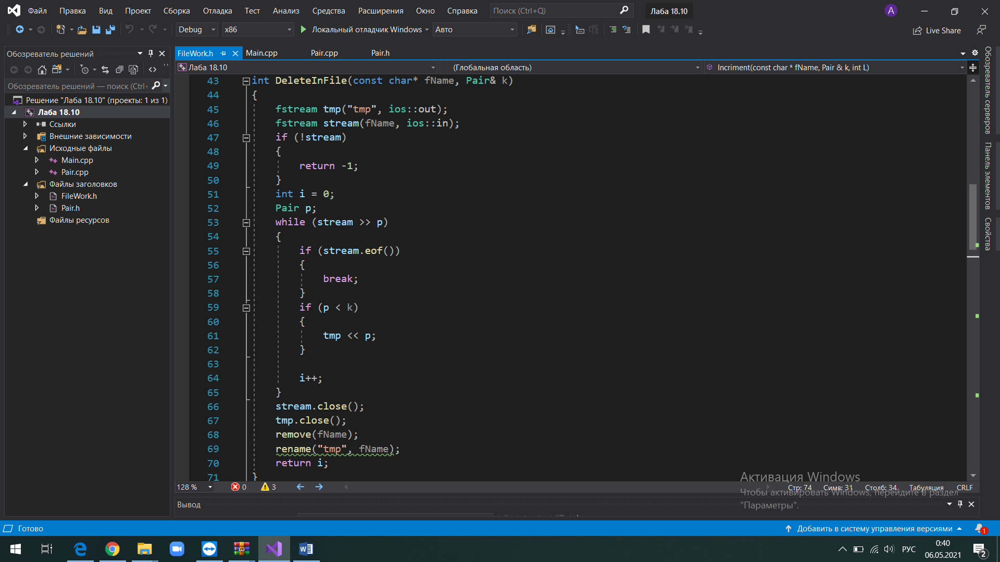 Файл Правка Вид Проект Сборка Отладка Тест Анализ Средства Расширения Окно Справка Поиск (Ctrl+Q) Лаба 18.10 A
Debug x86 Локальный отладчик Windows Авто Live Share
Обозреватель решений
Обозреватель решений — поиск (Ctrl+
Решение "Лаба 18.10" (проекты: 1 из 1)
Лаба 18.10
Ссылки
Внешние зависимости
Исходные файлы
Main.cpp
Pair.cpp
Файлы заголовков
FileWork.h
Pair.h
Файлы ресурсов
FileWork.h Main.cpp Pair.cpp Pair.h
Лаба 18.10 (Глобальная область) Incriment(const char * fName, Pair & k, int L)
43 int DeleteInFile(const char* fName, Pair& k)
44 {
45 fstream tmp("tmp", ios::out);
46 fstream stream(fName, ios::in);
47 if (!stream)
48 {
49 return -1;
50 }
51 int i = 0;
52 Pair p;
53 while (stream >> p)
54 {
55 if (stream.eof())
56 {
57 break;
58 }
59 if (p < k)
60 {
61 tmp << p;
62 }
63
64 i++;
65 }
66 stream.close();
67 tmp.close();
68 remove(fName);
69 rename("tmp", fName);
70 return i;
71 }
128 % 0 3 Стр: 74 Симв: 31 Столб: 34 Табуляция CRLF
Вывод
Обозреватель серверов
Панель элементов
Свойства
Активация Windows
Чтобы активировать Windows, перейдите в раздел
"Параметры".
Готово Добавить в систему управления версиями 1
РУС 0:40
06.05.2021 2